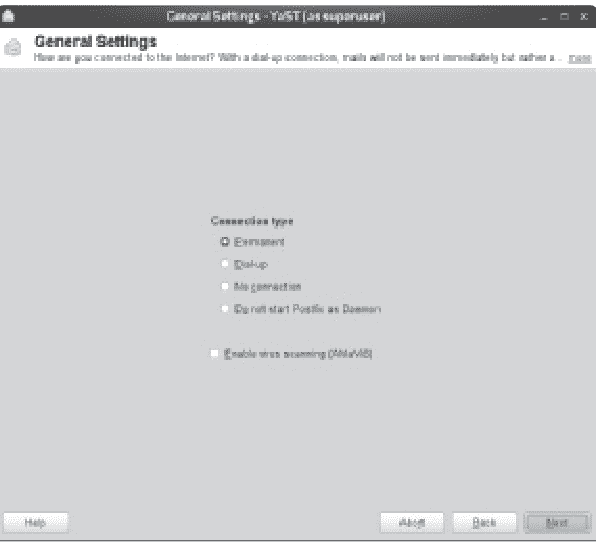 General Settings - YaST (as superuser)
General Settings
How are you connected to the Internet? With a dial-up connection, mails will not be sent immediately but rather a... more
Connection type
Permanent
Dial-up
No connection
Do not start Postfix as Daemon
Enable virus scanning (AMaViS)
Help
Abort
Back
Next